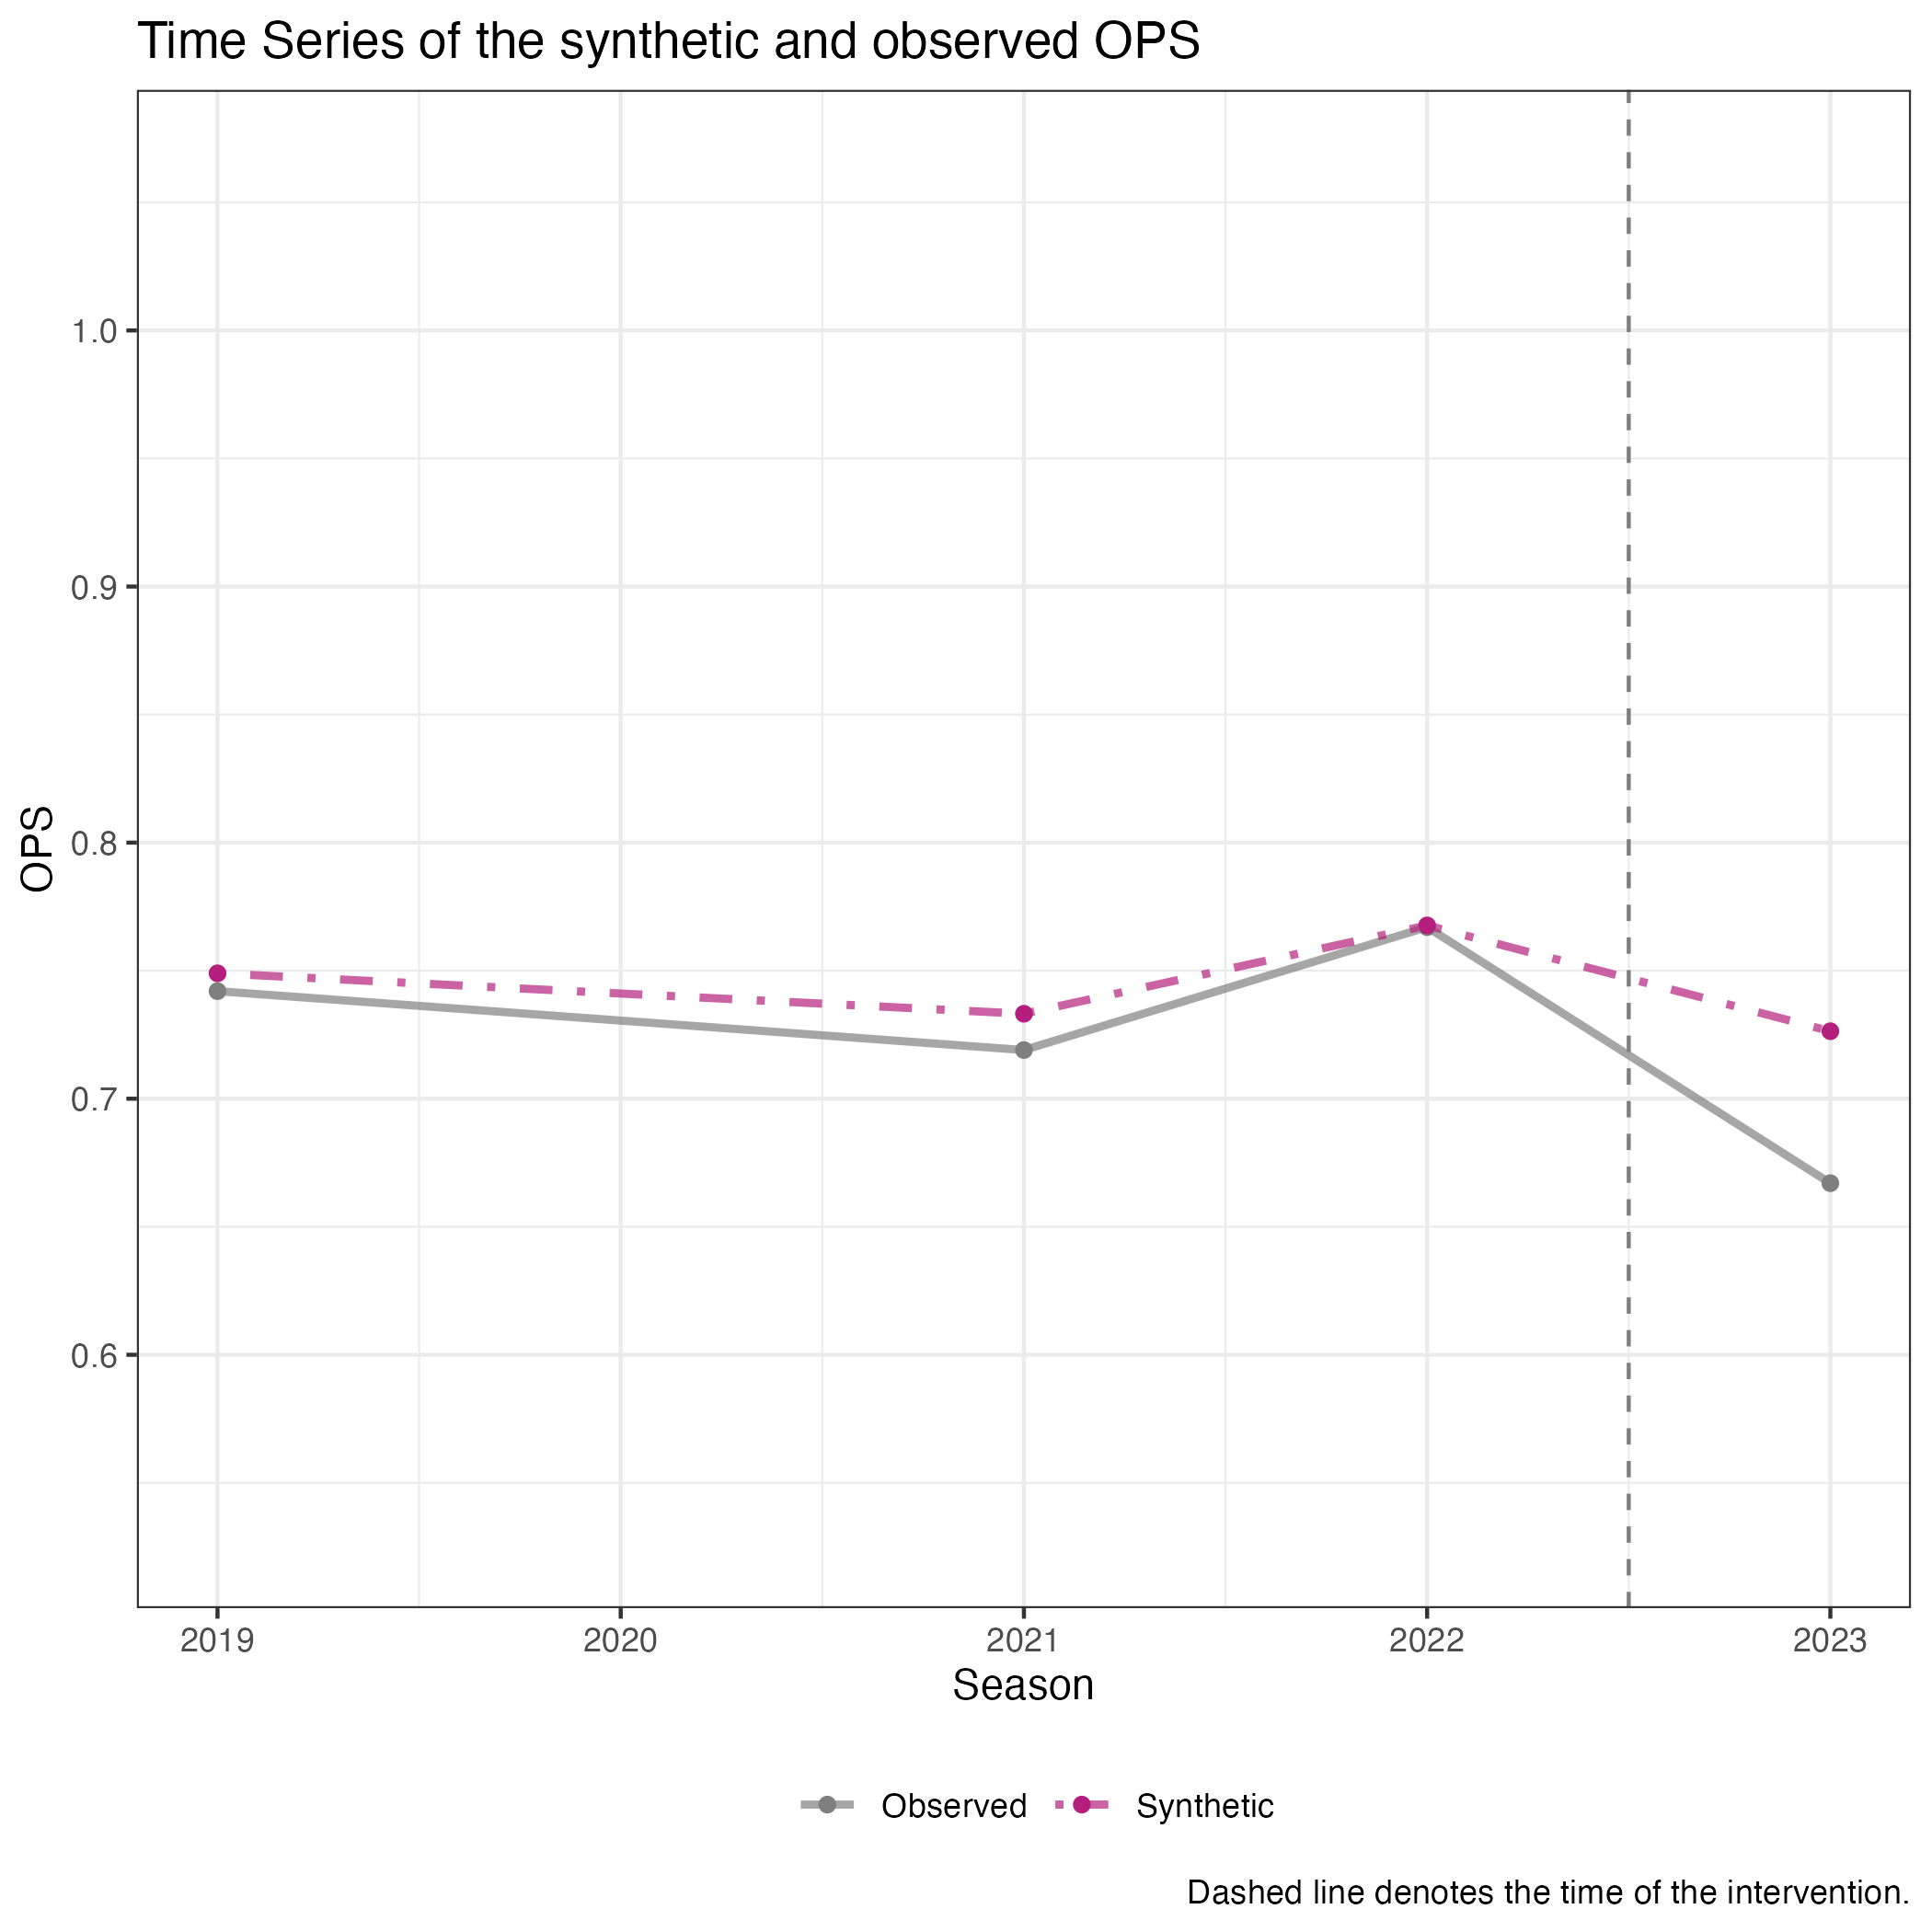 Time Series of the synthetic and observed OPS
OPS
1.0
0.9
0.8
0.7
0.6
2019 2020 2021 2022 2023
Season
Observed Synthetic
Dashed line denotes the time of the intervention.